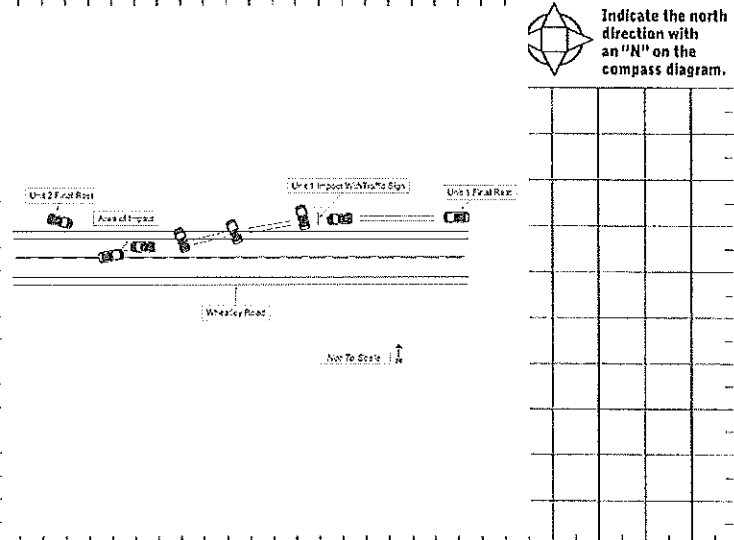 Indicate the north
direction with
an "N" on the
compass diagram.
Unit 1 Impact With Traffic Sign
Unit 2 Final Rest
Unit 1 Final Rest
Area of Impact
Wheatley Road
Not To Scale
N